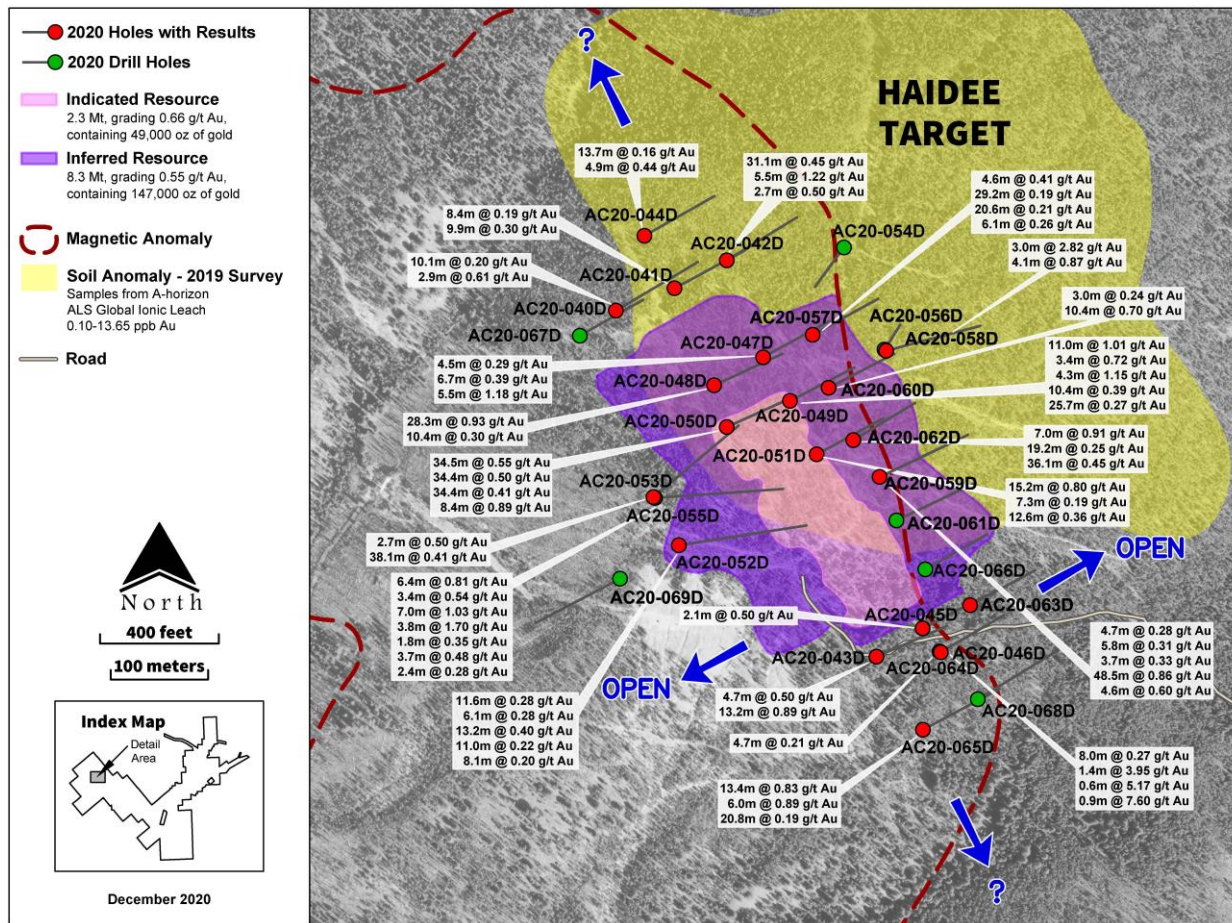 2020 Holes with Results
2020 Drill Holes
Indicated Resource
2.3 Mt, grading 0.66 g/t Au,
containing 49,000 oz of gold
Inferred Resource
8.3 Mt, grading 0.55 g/t Au,
containing 147,000 oz of gold
Magnetic Anomaly
Soil Anomaly - 2019 Survey
Samples from A-horizon
ALS Global Ionic Leach
0.10-13.65 ppb Au
Road
North
400 feet
100 meters
Index Map
Detail
Area
December 2020
?
HAIDEE
TARGET
13.7m @ 0.16 g/t Au
4.9m @ 0.44 g/t Au
31.1m @ 0.45 g/t Au
5.5m @ 1.22 g/t Au
2.7m @ 0.50 g/t Au
4.6m @ 0.41 g/t Au
29.2m @ 0.19 g/t Au
20.6m @ 0.21 g/t Au
6.1m @ 0.26 g/t Au
8.4m @ 0.19 g/t Au
9.9m @ 0.30 g/t Au
AC20-044D
AC20-042D
AC20-054D
3.0m @ 2.82 g/t Au
4.1m @ 0.87 g/t Au
10.1m @ 0.20 g/t Au
2.9m @ 0.61 g/t Au
AC20-041D
3.0m @ 0.24 g/t Au
10.4m @ 0.70 g/t Au
AC20-040D
AC20-067D
AC20-057D
AC20-056D
AC20-058D
AC20-047D
4.5m @ 0.29 g/t Au
6.7m @ 0.39 g/t Au
5.5m @ 1.18 g/t Au
AC20-048D
AC20-060D
11.0m @ 1.01 g/t Au
3.4m @ 0.72 g/t Au
4.3m @ 1.15 g/t Au
10.4m @ 0.39 g/t Au
25.7m @ 0.27 g/t Au
28.3m @ 0.93 g/t Au
10.4m @ 0.30 g/t Au
AC20-050D
AC20-049D
AC20-062D
7.0m @ 0.91 g/t Au
19.2m @ 0.25 g/t Au
36.1m @ 0.45 g/t Au
34.5m @ 0.55 g/t Au
34.4m @ 0.50 g/t Au
34.4m @ 0.41 g/t Au
8.4m @ 0.89 g/t Au
AC20-051D
AC20-053D
AC20-059D
15.2m @ 0.80 g/t Au
7.3m @ 0.19 g/t Au
12.6m @ 0.36 g/t Au
AC20-055D
AC20-061D
2.7m @ 0.50 g/t Au
38.1m @ 0.41 g/t Au
OPEN
AC20-052D
AC20-066D
6.4m @ 0.81 g/t Au
3.4m @ 0.54 g/t Au
7.0m @ 1.03 g/t Au
3.8m @ 1.70 g/t Au
1.8m @ 0.35 g/t Au
3.7m @ 0.48 g/t Au
2.4m @ 0.28 g/t Au
AC20-069D
2.1m @ 0.50 g/t Au
AC20-045D
AC20-063D
4.7m @ 0.28 g/t Au
5.8m @ 0.31 g/t Au
3.7m @ 0.33 g/t Au
48.5m @ 0.86 g/t Au
4.6m @ 0.60 g/t Au
AC20-043D
AC20-046D
AC20-064D
OPEN
11.6m @ 0.28 g/t Au
6.1m @ 0.28 g/t Au
13.2m @ 0.40 g/t Au
11.0m @ 0.22 g/t Au
8.1m @ 0.20 g/t Au
4.7m @ 0.50 g/t Au
13.2m @ 0.89 g/t Au
AC20-068D
4.7m @ 0.21 g/t Au
AC20-065D
8.0m @ 0.27 g/t Au
1.4m @ 3.95 g/t Au
0.6m @ 5.17 g/t Au
0.9m @ 7.60 g/t Au
13.4m @ 0.83 g/t Au
6.0m @ 0.89 g/t Au
20.8m @ 0.19 g/t Au
?